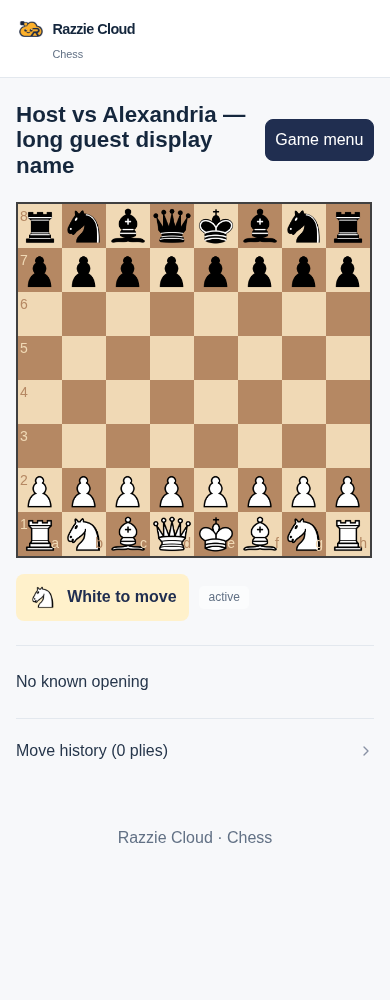 Razzie Cloud
Chess
Host vs Alexandria —
long guest display
name
Game menu
8
7
6
5
4
3
2
1
a b c d e f g h
White to move
active
No known opening
Move history (0 plies)
Razzie Cloud · Chess